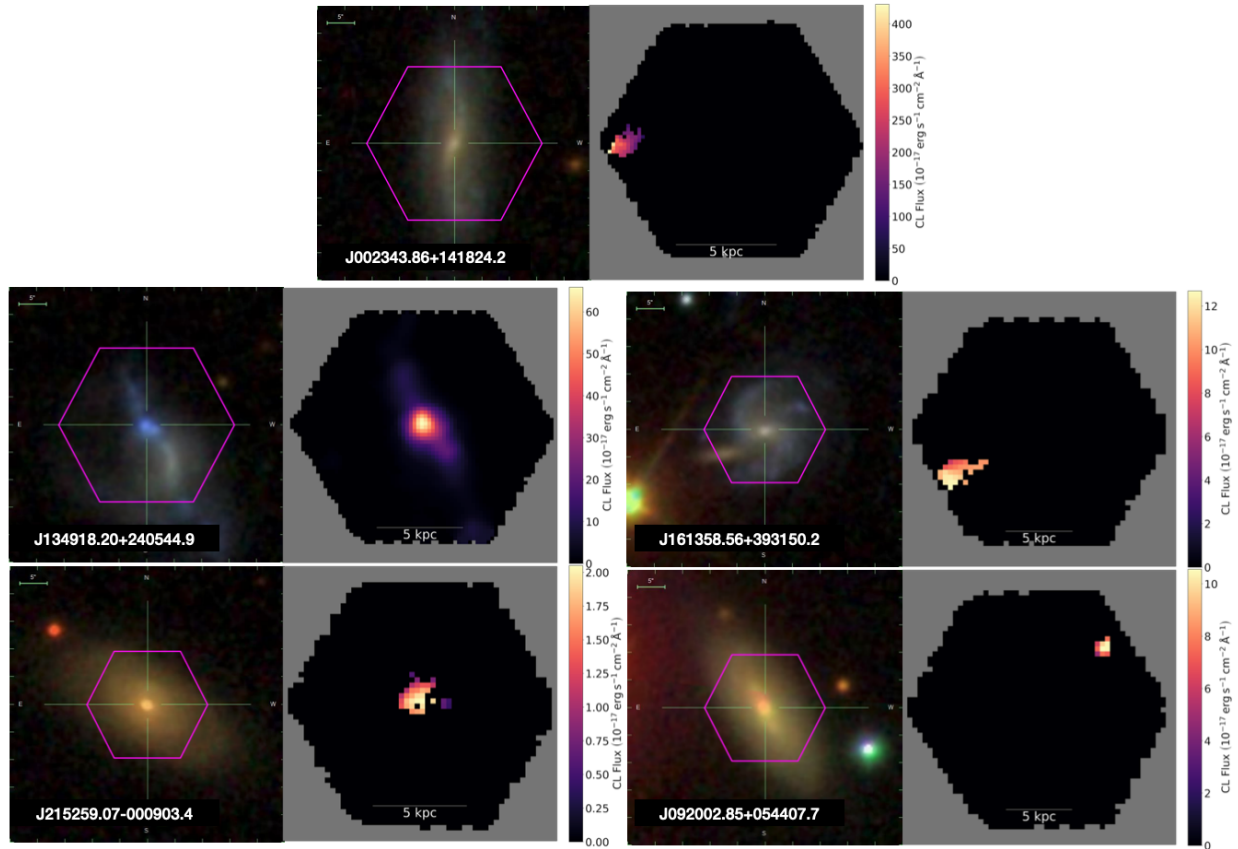 5"
N
E
W
J002343.86+141824.2
5 kpc
400
350
300
250
200
150
100
50
0
CL Flux (10⁻¹⁷ erg s⁻¹ cm⁻² Å⁻¹)
5"
N
E
W
J134918.20+240544.9
5 kpc
60
50
40
30
20
10
0
CL Flux (10⁻¹⁷ erg s⁻¹ cm⁻² Å⁻¹)
5"
N
E
W
S
J161358.56+393150.2
5 kpc
12
10
8
6
4
2
0
CL Flux (10⁻¹⁷ erg s⁻¹ cm⁻² Å⁻¹)
5"
N
E
W
S
J215259.07-000903.4
5 kpc
2.00
1.75
1.50
1.25
1.00
0.75
0.50
0.25
0.00
CL Flux (10⁻¹⁷ erg s⁻¹ cm⁻² Å⁻¹)
5"
N
E
W
S
J092002.85+054407.7
5 kpc
10
8
6
4
2
0
CL Flux (10⁻¹⁷ erg s⁻¹ cm⁻² Å⁻¹)